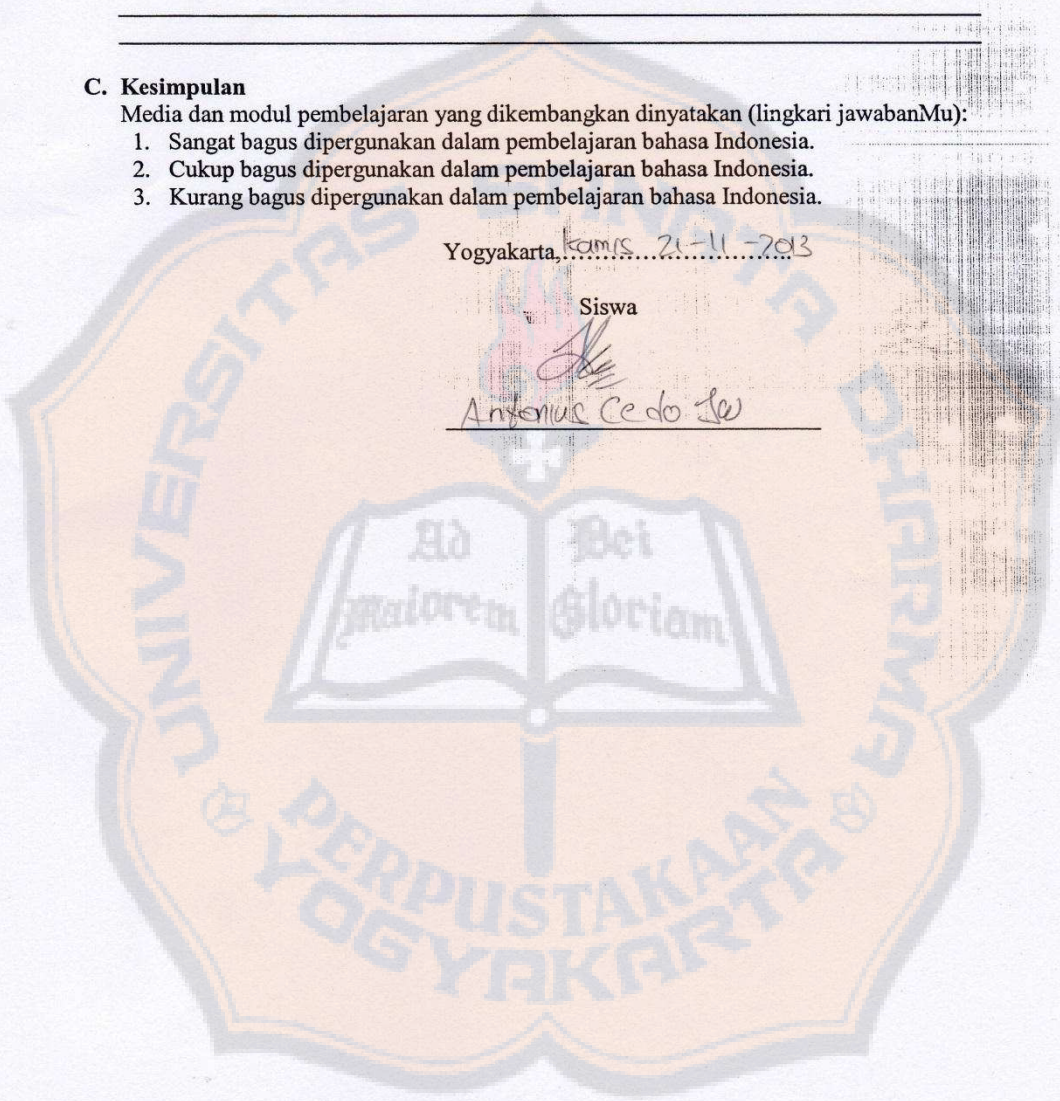 C. Kesimpulan
Media dan modul pembelajaran yang dikembangkan dinyatakan (lingkari jawabanMu):
1. Sangat bagus dipergunakan dalam pembelajaran bahasa Indonesia.
2. Cukup bagus dipergunakan dalam pembelajaran bahasa Indonesia.
3. Kurang bagus dipergunakan dalam pembelajaran bahasa Indonesia.
Yogyakarta, kamis 21-11-2013
Siswa
Antonius Cedo
UNIVERSITAS SANATA DHARMA
Ad Dei
maiorem Gloriam
PERPUSTAKAAN
YOGYAKARTA